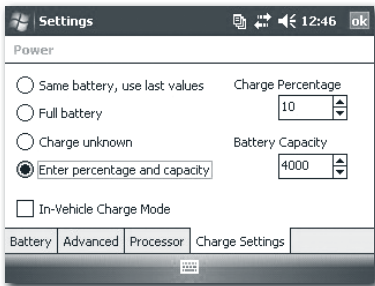 Settings 12:46 ok
Power
Same battery, use last values
Full battery
Charge unknown
Enter percentage and capacity
Charge Percentage
10
Battery Capacity
4000
In-Vehicle Charge Mode
Battery Advanced Processor Charge Settings